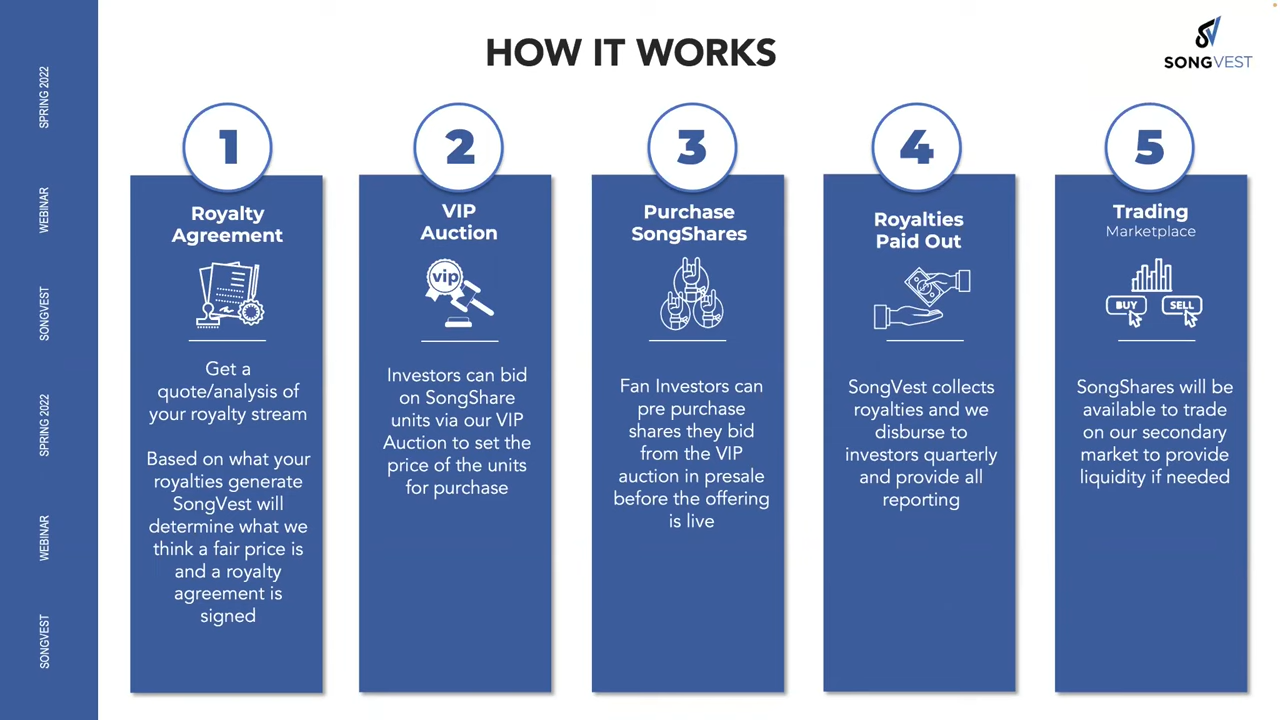 HOW IT WORKS
SONGVEST
SPRING 2022
WEBINAR
SONGVEST
SPRING 2022
WEBINAR
SONGVEST
1
Royalty
Agreement
Get a
quote/analysis of
your royalty stream
Based on what your
royalties generate
SongVest will
determine what we
think a fair price is
and a royalty
agreement is
signed
2
VIP
Auction
vip
Investors can bid
on SongShare
units via our VIP
Auction to set the
price of the units
for purchase
3
Purchase
SongShares
Fan Investors can
pre purchase
shares they bid
from the VIP
auction in presale
before the offering
is live
4
Royalties
Paid Out
SongVest collects
royalties and we
disburse to
investors quarterly
and provide all
reporting
5
Trading
Marketplace
BUY SELL
SongShares will be
available to trade
on our secondary
market to provide
liquidity if needed